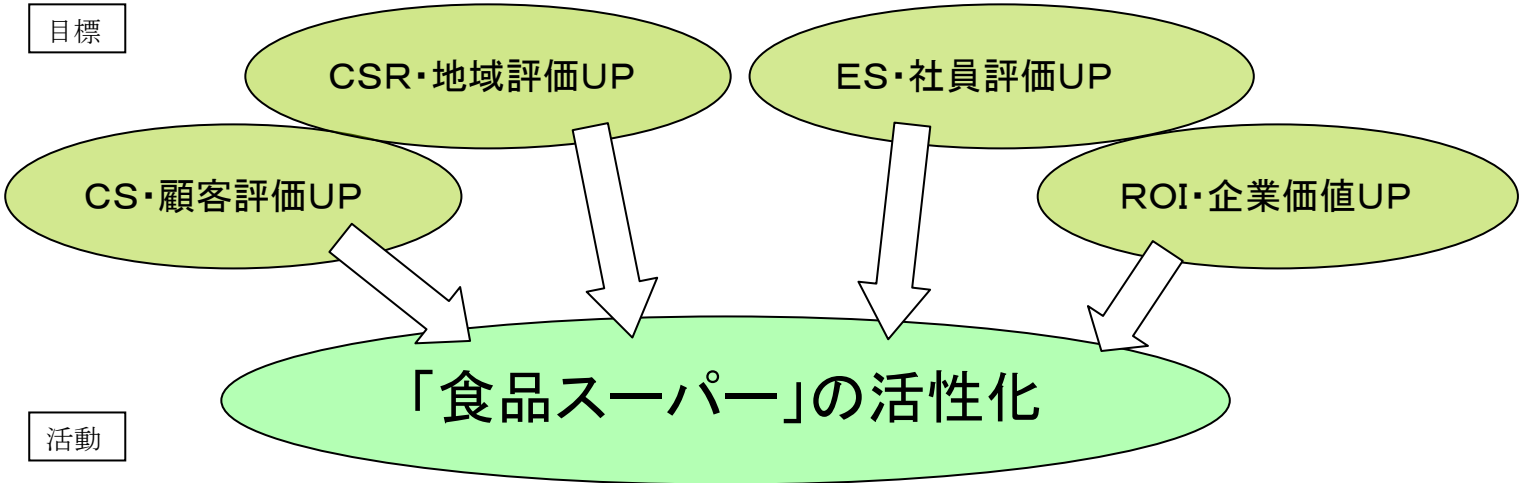 目標
CSR・地域評価UP
ES・社員評価UP
CS・顧客評価UP
ROI・企業価値UP
「食品スーパー」の活性化
活動